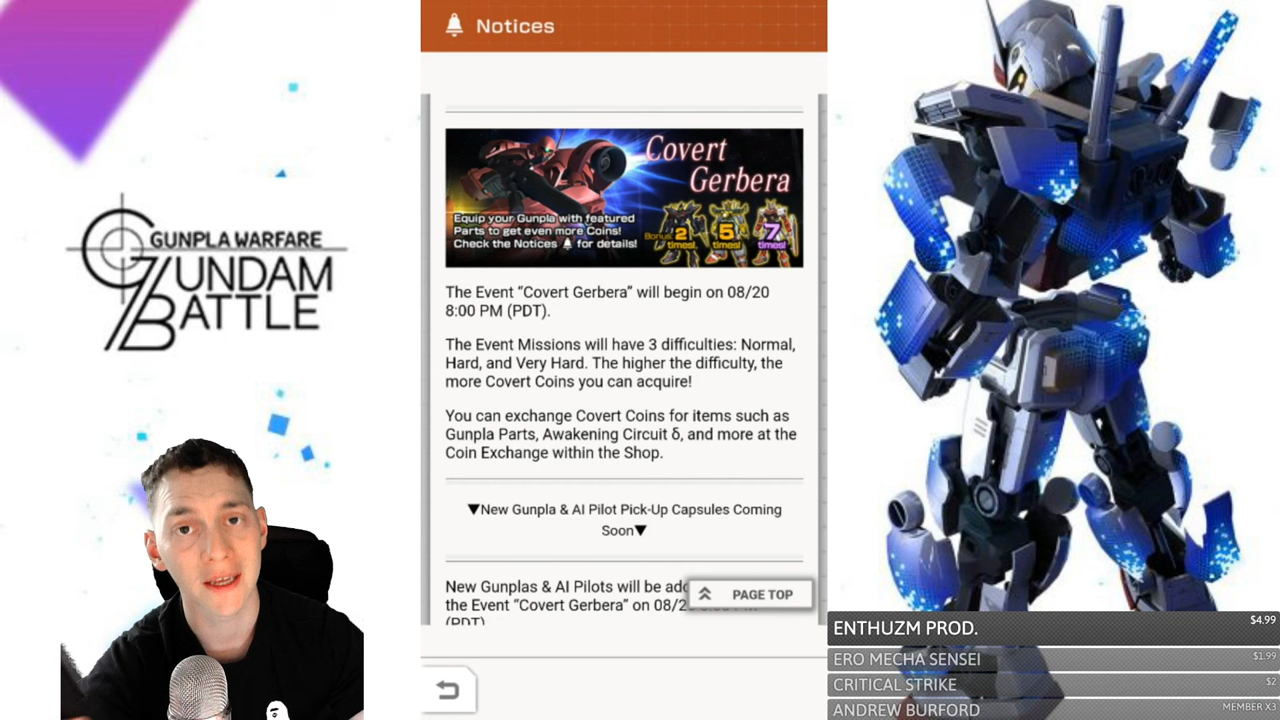 GUNPLA WARFARE
GUNDAM
BATTLE
Notices
Covert
Gerbera
Equip your Gunpla with featured
Parts to get even more Coins!
Check the Notices for details!
Bonus 2 times! 5 times! 7 times!
The Event “Covert Gerbera” will begin on 08/20
8:00 PM (PDT).
The Event Missions will have 3 difficulties: Normal,
Hard, and Very Hard. The higher the difficulty, the
more Covert Coins you can acquire!
You can exchange Covert Coins for items such as
Gunpla Parts, Awakening Circuit δ, and more at the
Coin Exchange within the Shop.
▼New Gunpla & AI Pilot Pick-Up Capsules Coming
Soon▼
New Gunplas & AI Pilots will be
the Event “Covert Gerbera” on
(PDT)
PAGE TOP
ENTHUZM PROD. $4.99
ERO MECHA SENSEI $1.99
CRITICAL STRIKE $2
ANDREW BURFORD MEMBER X3